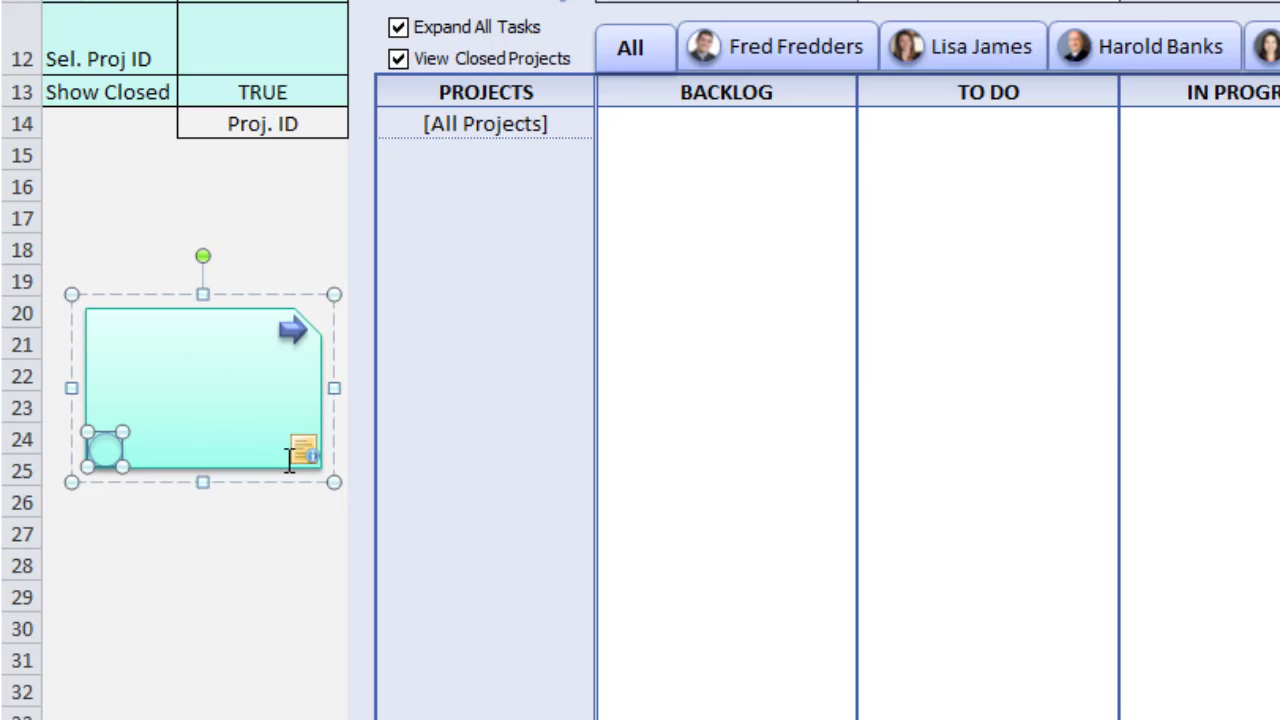 Expand All Tasks
View Closed Projects
All
Fred Fredders
Lisa James
Harold Banks
12 Sel. Proj ID
13 Show Closed TRUE
PROJECTS BACKLOG TO DO IN PROGR
14 Proj. ID
[All Projects]
15
16
17
18
19
20
21
22
23
24
25
26
27
28
29
30
31
32